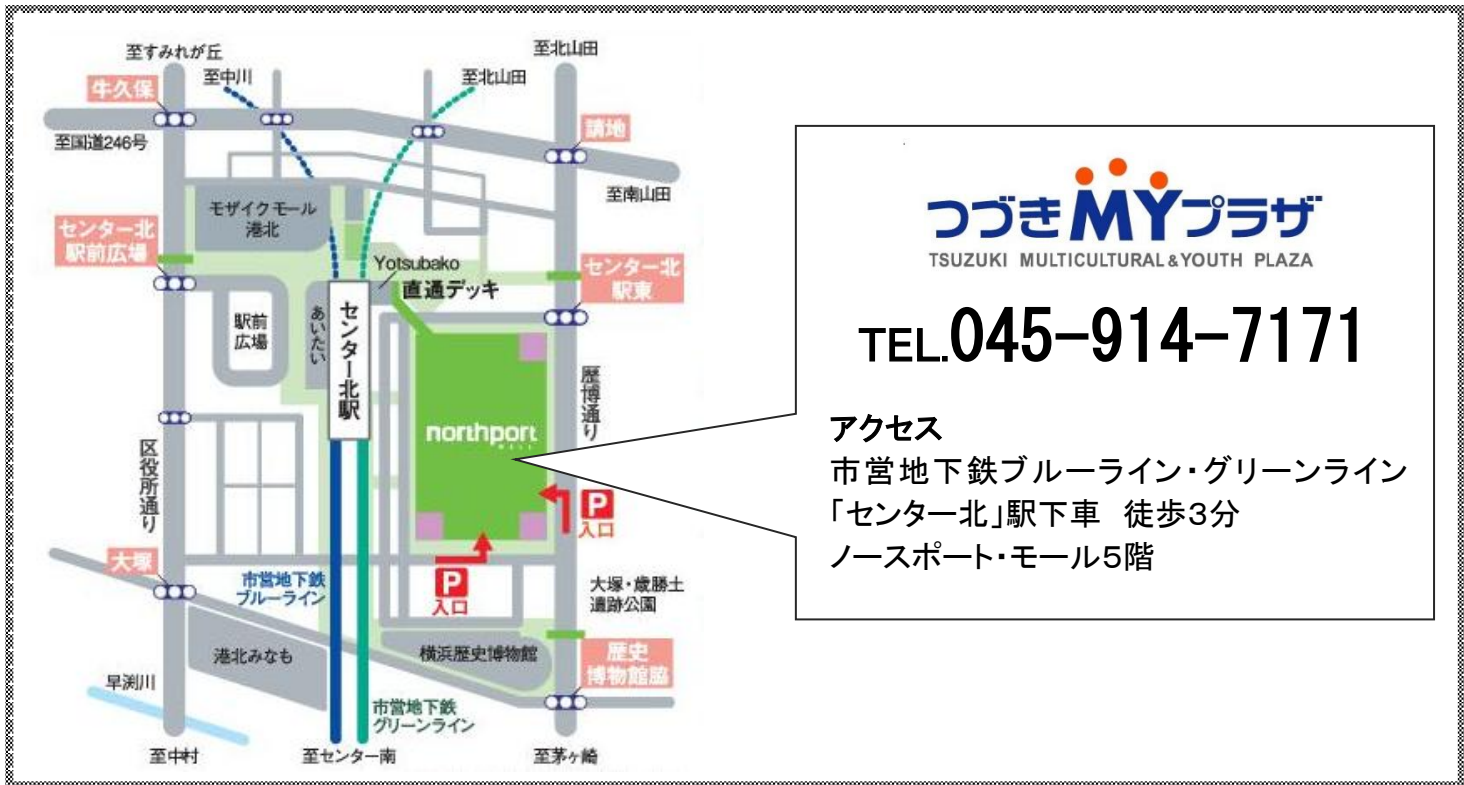 至すみれが丘
至中川
至北山田
至北山田
牛久保
請地
至国道246号
至南山田
モザイクモール
港北
センター北
駅前広場
センター北
駅東
Yotsubako
直通デッキ
駅前
広場
あいたい
センター北駅
northport
MALL
歴博通り
区役所通り
P
入口
P
入口
大塚
市営地下鉄
ブルーライン
大塚・歳勝土
遺跡公園
港北みなも
横浜歴史博物館
歴史
博物館脇
早渕川
市営地下鉄
グリーンライン
至中村
至センター南
至茅ヶ崎
つづきMYプラザ
TSUZUKI MULTICULTURAL&YOUTH PLAZA
TEL.045-914-7171
アクセス
市営地下鉄ブルーライン・グリーンライン
「センター北」駅下車 徒歩3分
ノースポート・モール5階